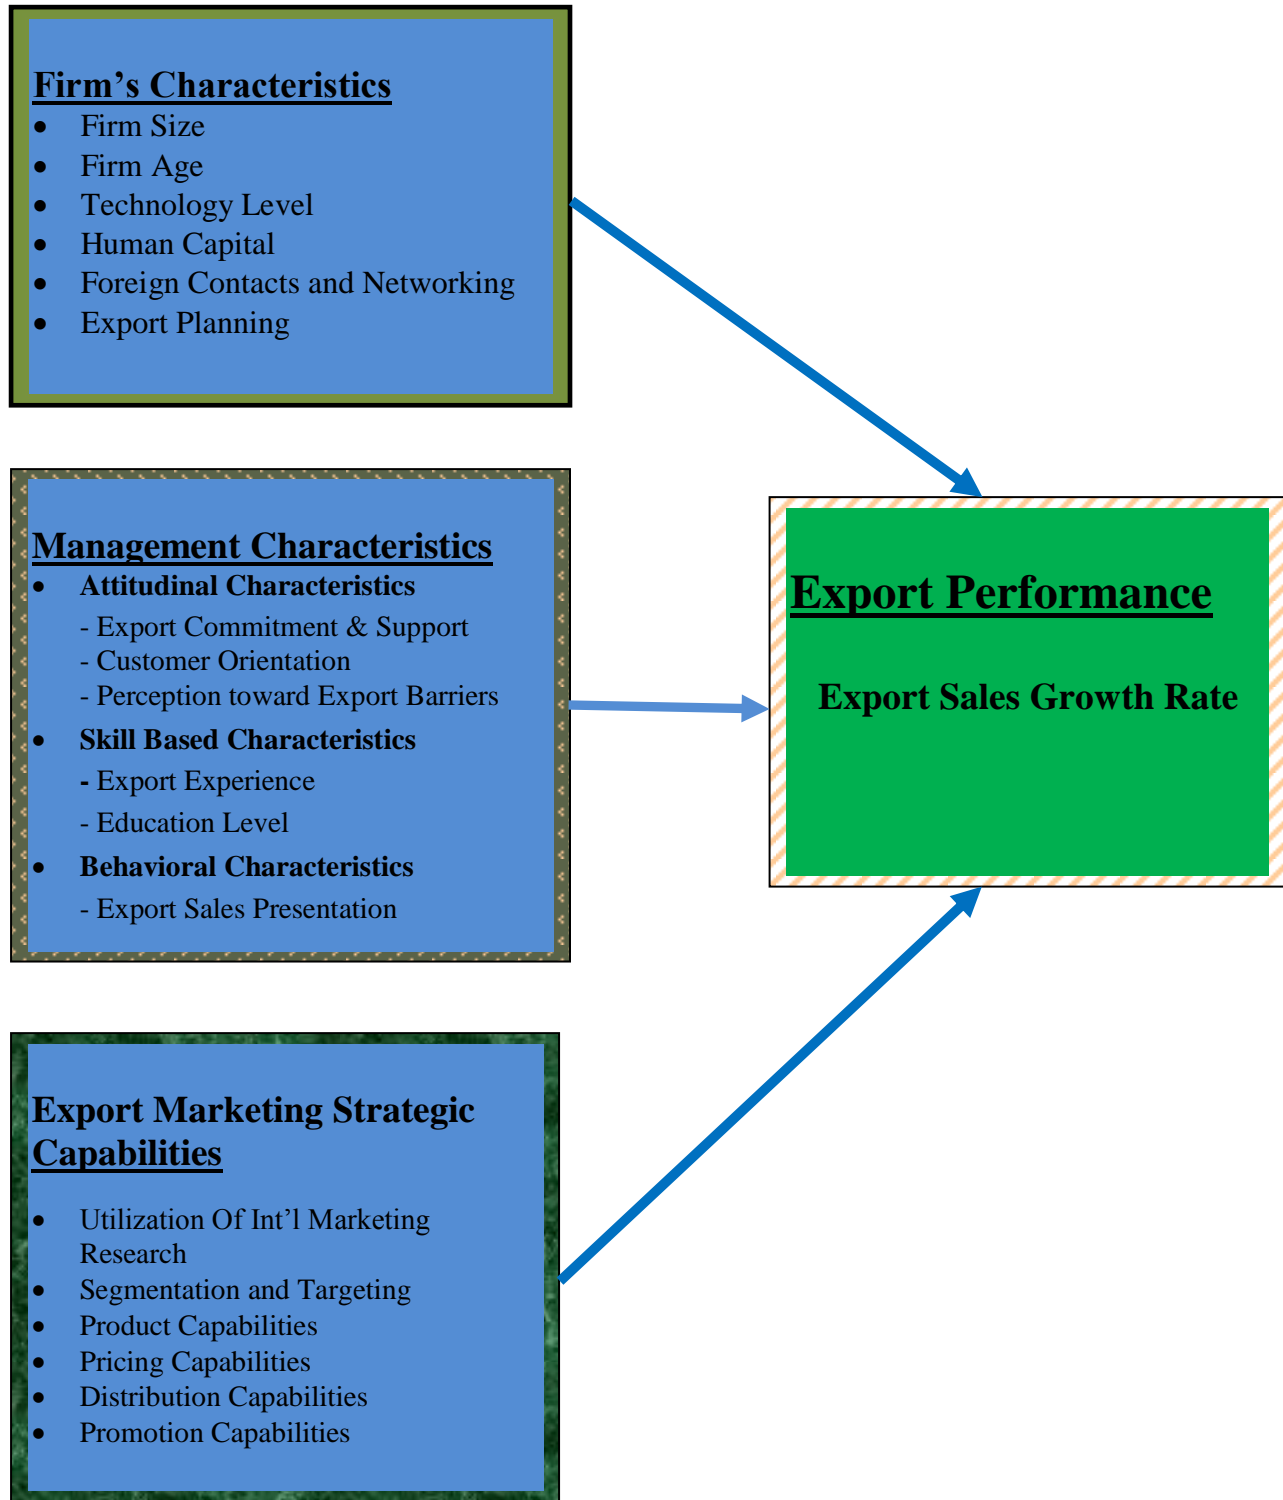 Firm’s Characteristics
• Firm Size
• Firm Age
• Technology Level
• Human Capital
• Foreign Contacts and Networking
• Export Planning
Management Characteristics
• Attitudinal Characteristics
- Export Commitment & Support
- Customer Orientation
- Perception toward Export Barriers
• Skill Based Characteristics
- Export Experience
- Education Level
• Behavioral Characteristics
- Export Sales Presentation
Export Performance
Export Sales Growth Rate
Export Marketing Strategic
Capabilities
• Utilization Of Int’l Marketing
Research
• Segmentation and Targeting
• Product Capabilities
• Pricing Capabilities
• Distribution Capabilities
• Promotion Capabilities